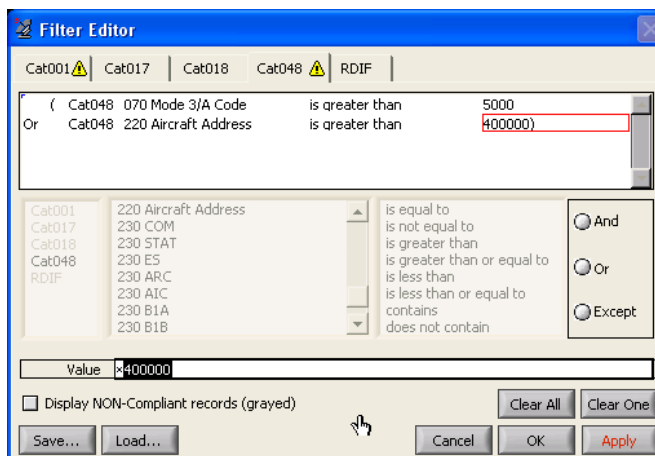 Filter Editor
Cat001 Cat017 Cat018 Cat048 RDIF
( Cat048 070 Mode 3/A Code is greater than 5000
Or Cat048 220 Aircraft Address is greater than 400000)
Cat001
Cat017
Cat018
Cat048
RDIF
220 Aircraft Address
230 COM
230 STAT
230 ES
230 ARC
230 AIC
230 B1A
230 B1B
is equal to
is not equal to
is greater than
is greater than or equal to
is less than
is less than or equal to
contains
does not contain
And
Or
Except
Value ×400000
Display NON-Compliant records (grayed)
Clear All Clear One
Save... Load... Cancel OK Apply